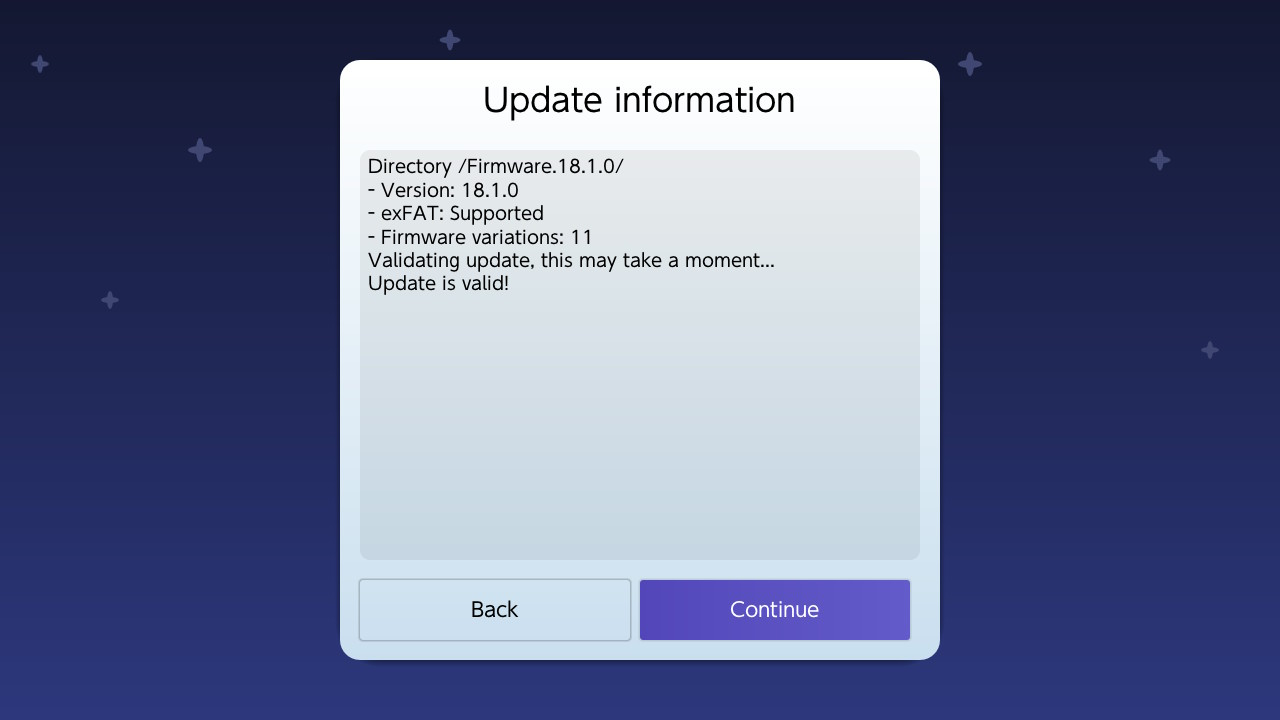 Update information
Directory /Firmware.18.1.0/
- Version: 18.1.0
- exFAT: Supported
- Firmware variations: 11
Validating update, this may take a moment...
Update is valid!
Back
Continue